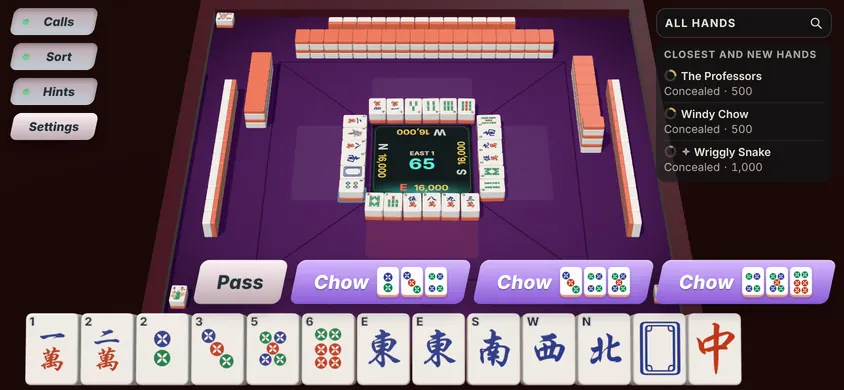 Calls
Sort
Hints
Settings
ALL HANDS
CLOSEST AND NEW HANDS
The Professors
Concealed · 500
Windy Chow
Concealed · 500
Wriggly Snake
Concealed · 1,000
W 16,000
N 16,000
EAST 1
65
S 16,000
E 16,000
Pass
Chow
Chow
Chow
1 2 2 3 5 6 E E S W N
一萬 二萬 東 東 南 西 北 中